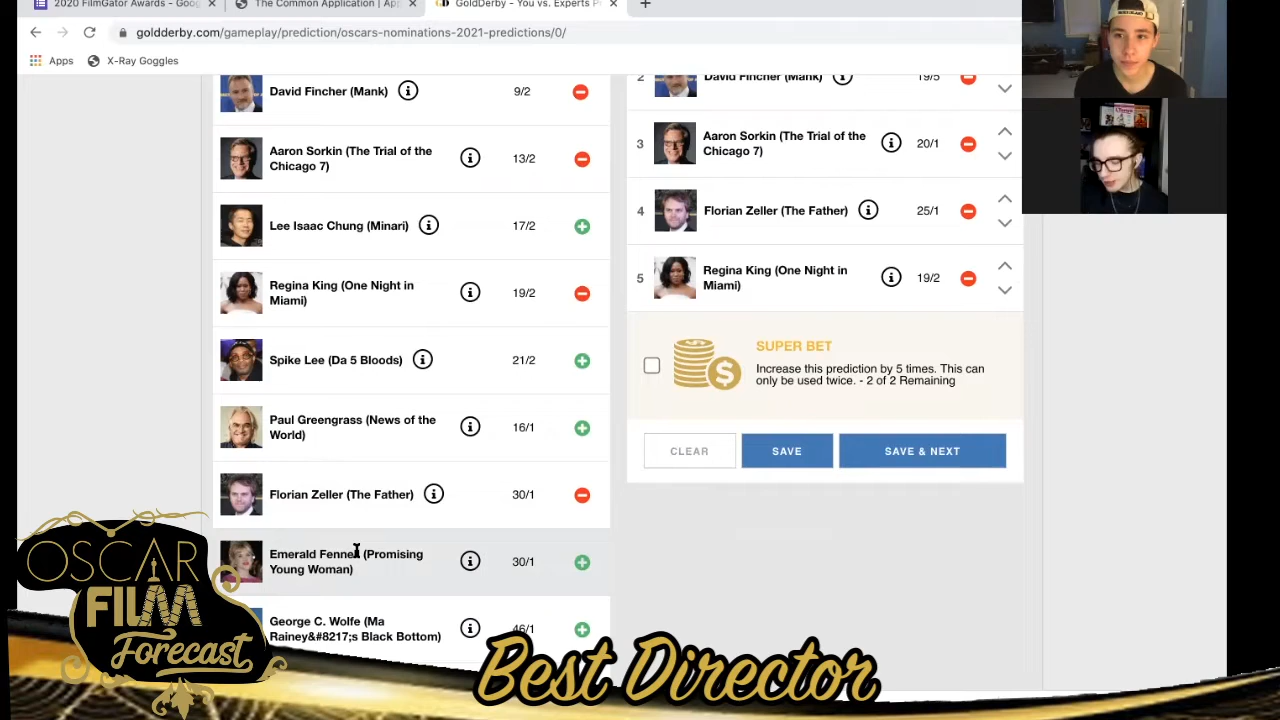 2020 FilmGator Awards - Goog
The Common Application | App
GoldDerby – You vs. Experts P
goldderby.com/gameplay/prediction/oscars-nominations-2021-predictions/0/
Apps
X-Ray Goggles
David Fincher (Mank)
9/2
Aaron Sorkin (The Trial of the
Chicago 7)
13/2
Lee Isaac Chung (Minari)
17/2
Regina King (One Night in
Miami)
19/2
Spike Lee (Da 5 Bloods)
21/2
Paul Greengrass (News of the
World)
16/1
Florian Zeller (The Father)
30/1
Emerald Fennell (Promising
Young Woman)
30/1
George C. Wolfe (Ma
Rainey&#8217;s Black Bottom)
46/1
2
David Fincher (Mank)
19/5
3
Aaron Sorkin (The Trial of the
Chicago 7)
20/1
4
Florian Zeller (The Father)
25/1
5
Regina King (One Night in
Miami)
19/2
SUPER BET
Increase this prediction by 5 times. This can
only be used twice. - 2 of 2 Remaining
CLEAR
SAVE
SAVE & NEXT
OSCAR
FILM
Forecast
Best Director